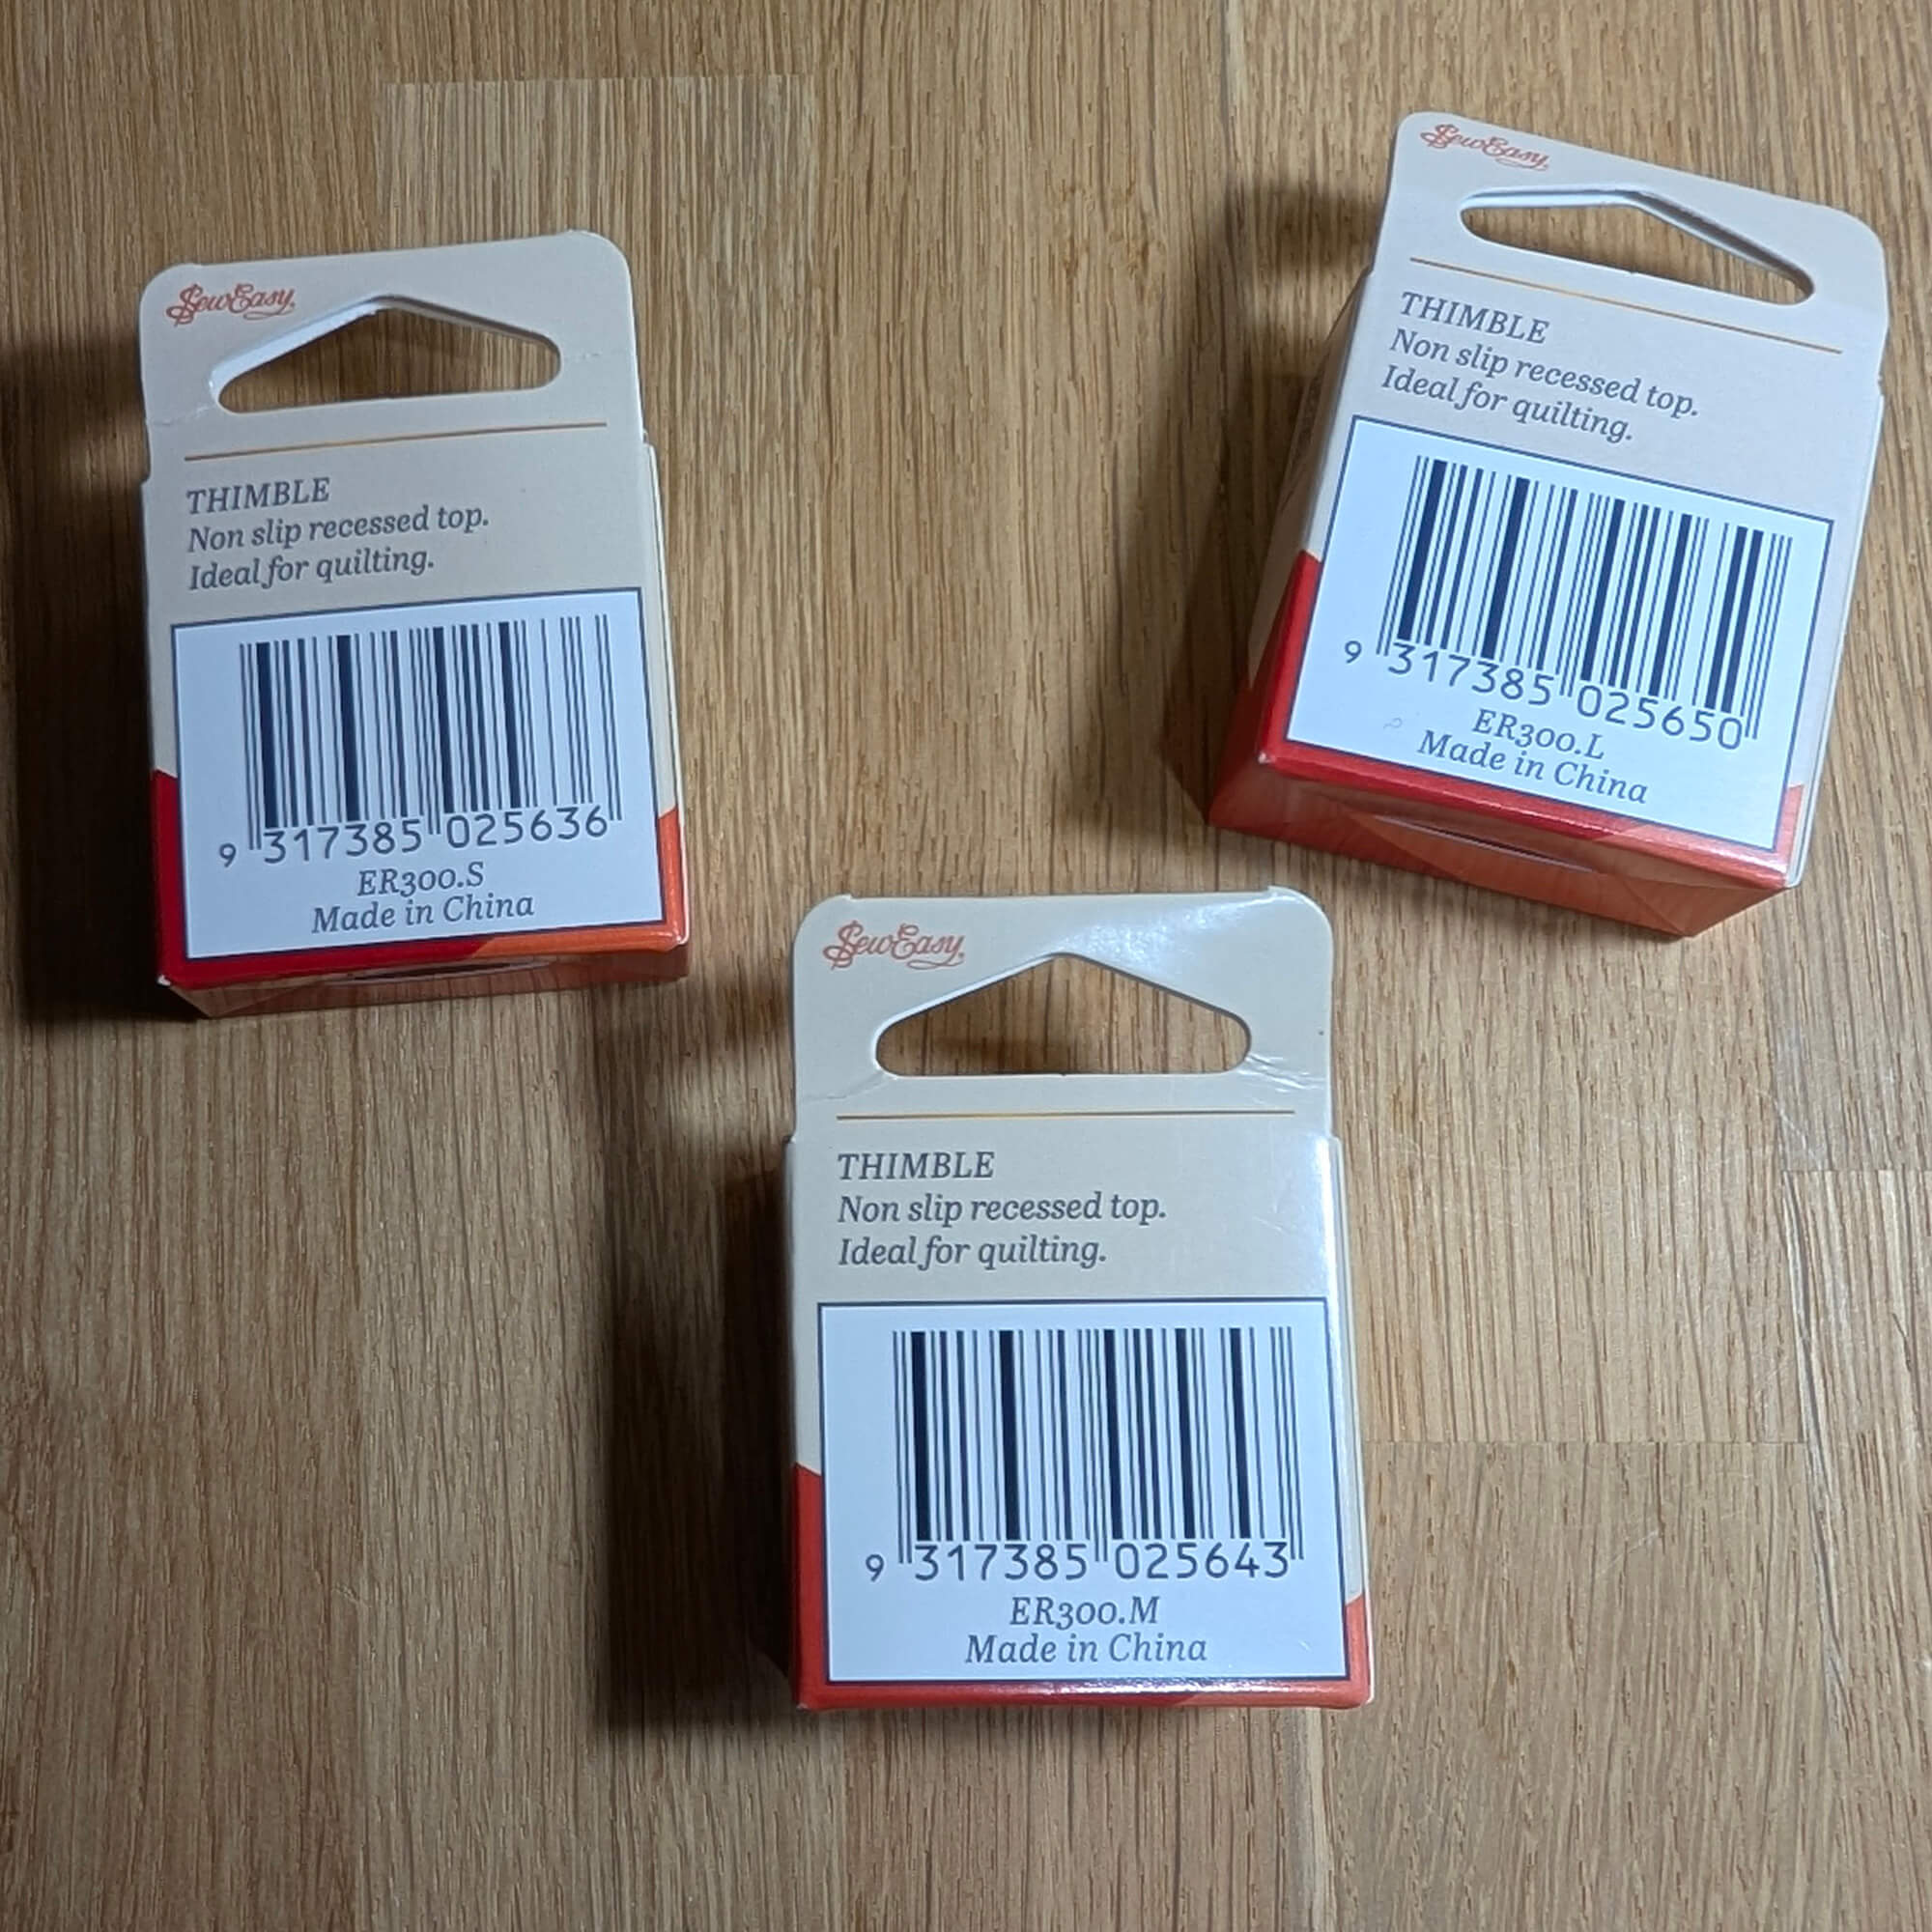 SewEasy
THIMBLE
Non slip recessed top.
Ideal for quilting.
9 317385 025636
ER300.S
Made in China
SewEasy
THIMBLE
Non slip recessed top.
Ideal for quilting.
9 317385 025650
ER300.L
Made in China
SewEasy
THIMBLE
Non slip recessed top.
Ideal for quilting.
9 317385 025643
ER300.M
Made in China